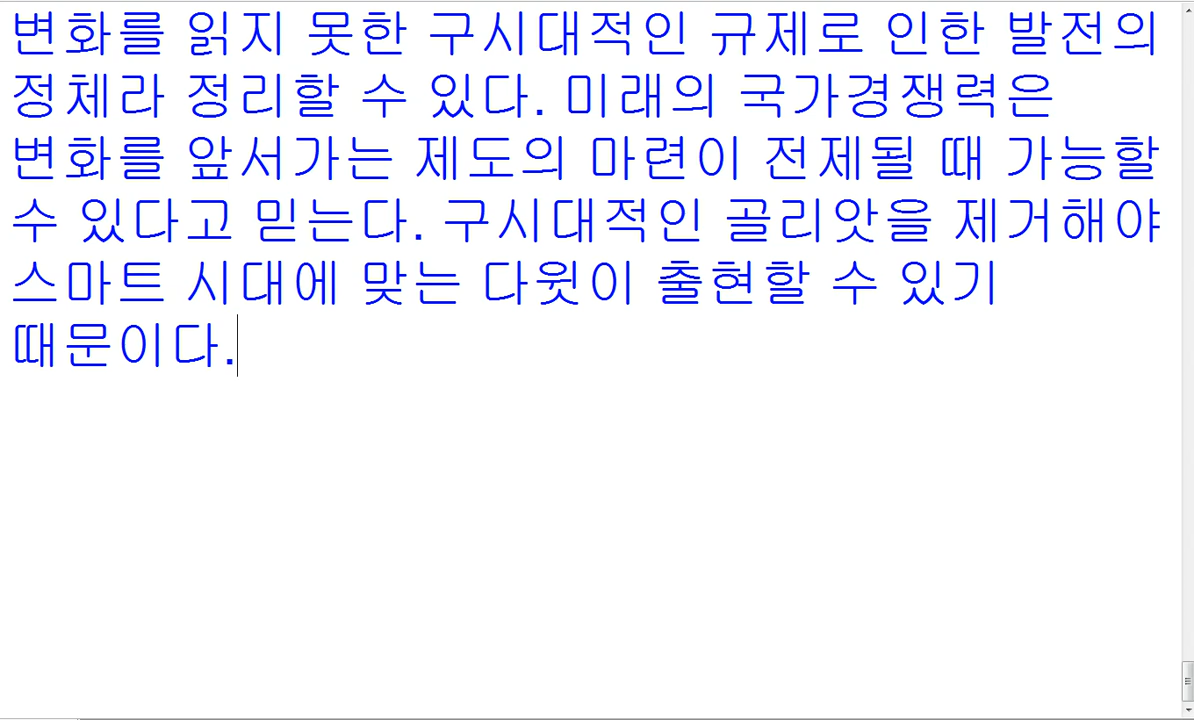 변화를 읽지 못한 구시대적인 규제로 인한 발전의
정체라 정리할 수 있다. 미래의 국가경쟁력은
변화를 앞서가는 제도의 마련이 전제될 때 가능할
수 있다고 믿는다. 구시대적인 골리앗을 제거해야
스마트 시대에 맞는 다윗이 출현할 수 있기
때문이다.